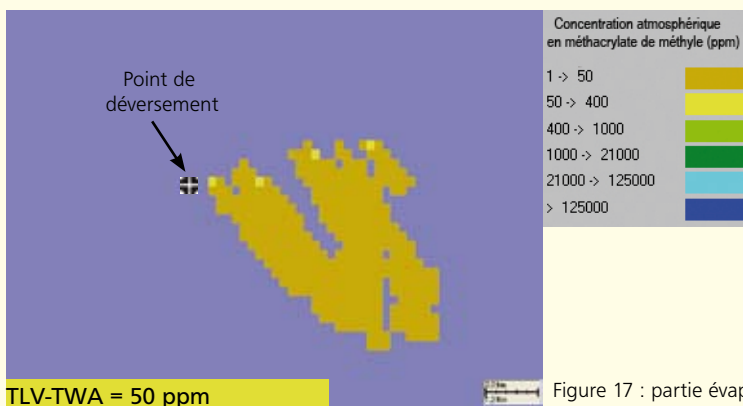 Point de
déversement
Concentration atmosphérique
en méthacrylate de méthyle (ppm)
1 -> 50
50 -> 400
400 -> 1000
1000 -> 21000
21000 -> 125000
> 125000
TLV-TWA = 50 ppm
Figure 17 : partie évap